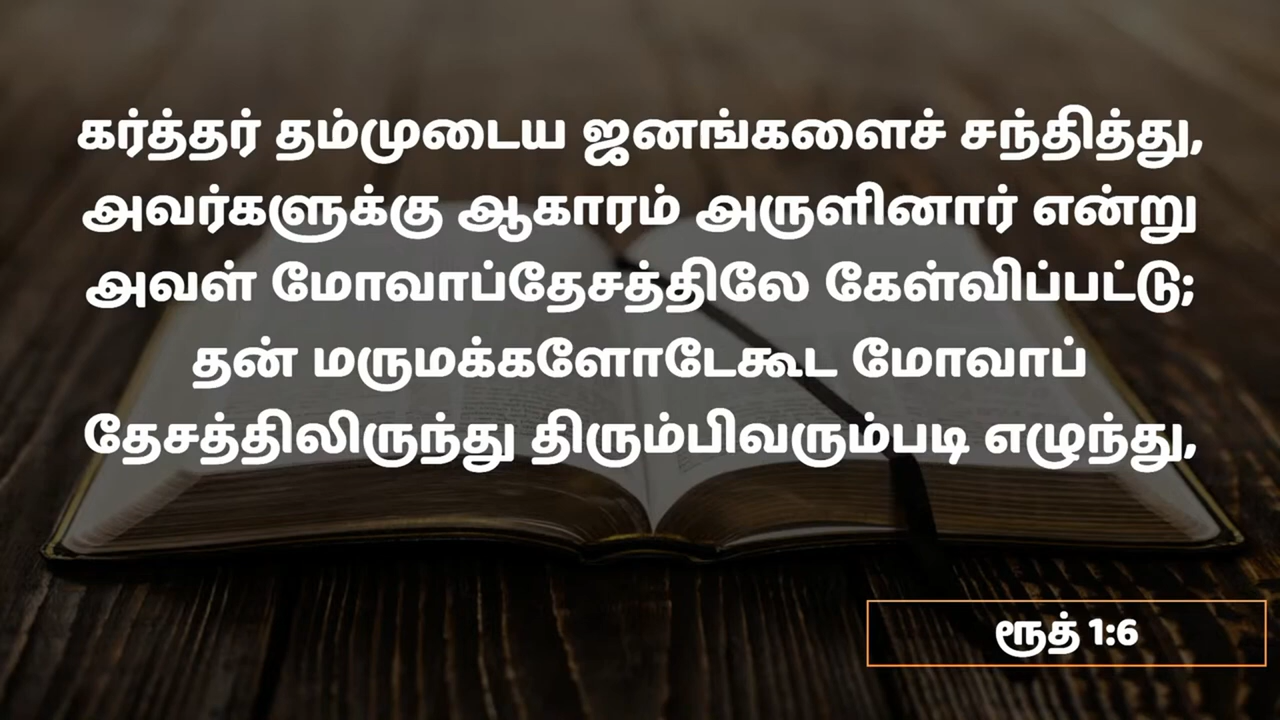 கர்த்தர் தம்முடைய ஜனங்களைச் சந்தித்து,
அவர்களுக்கு ஆகாரம் அருளினார் என்று
அவள் மோவாப்தேசத்திலே கேள்விப்பட்டு;
தன் மருமக்களோடேகூட மோவாப்
தேசத்திலிருந்து திரும்பிவரும்படி எழுந்து,
ரூத் 1:6